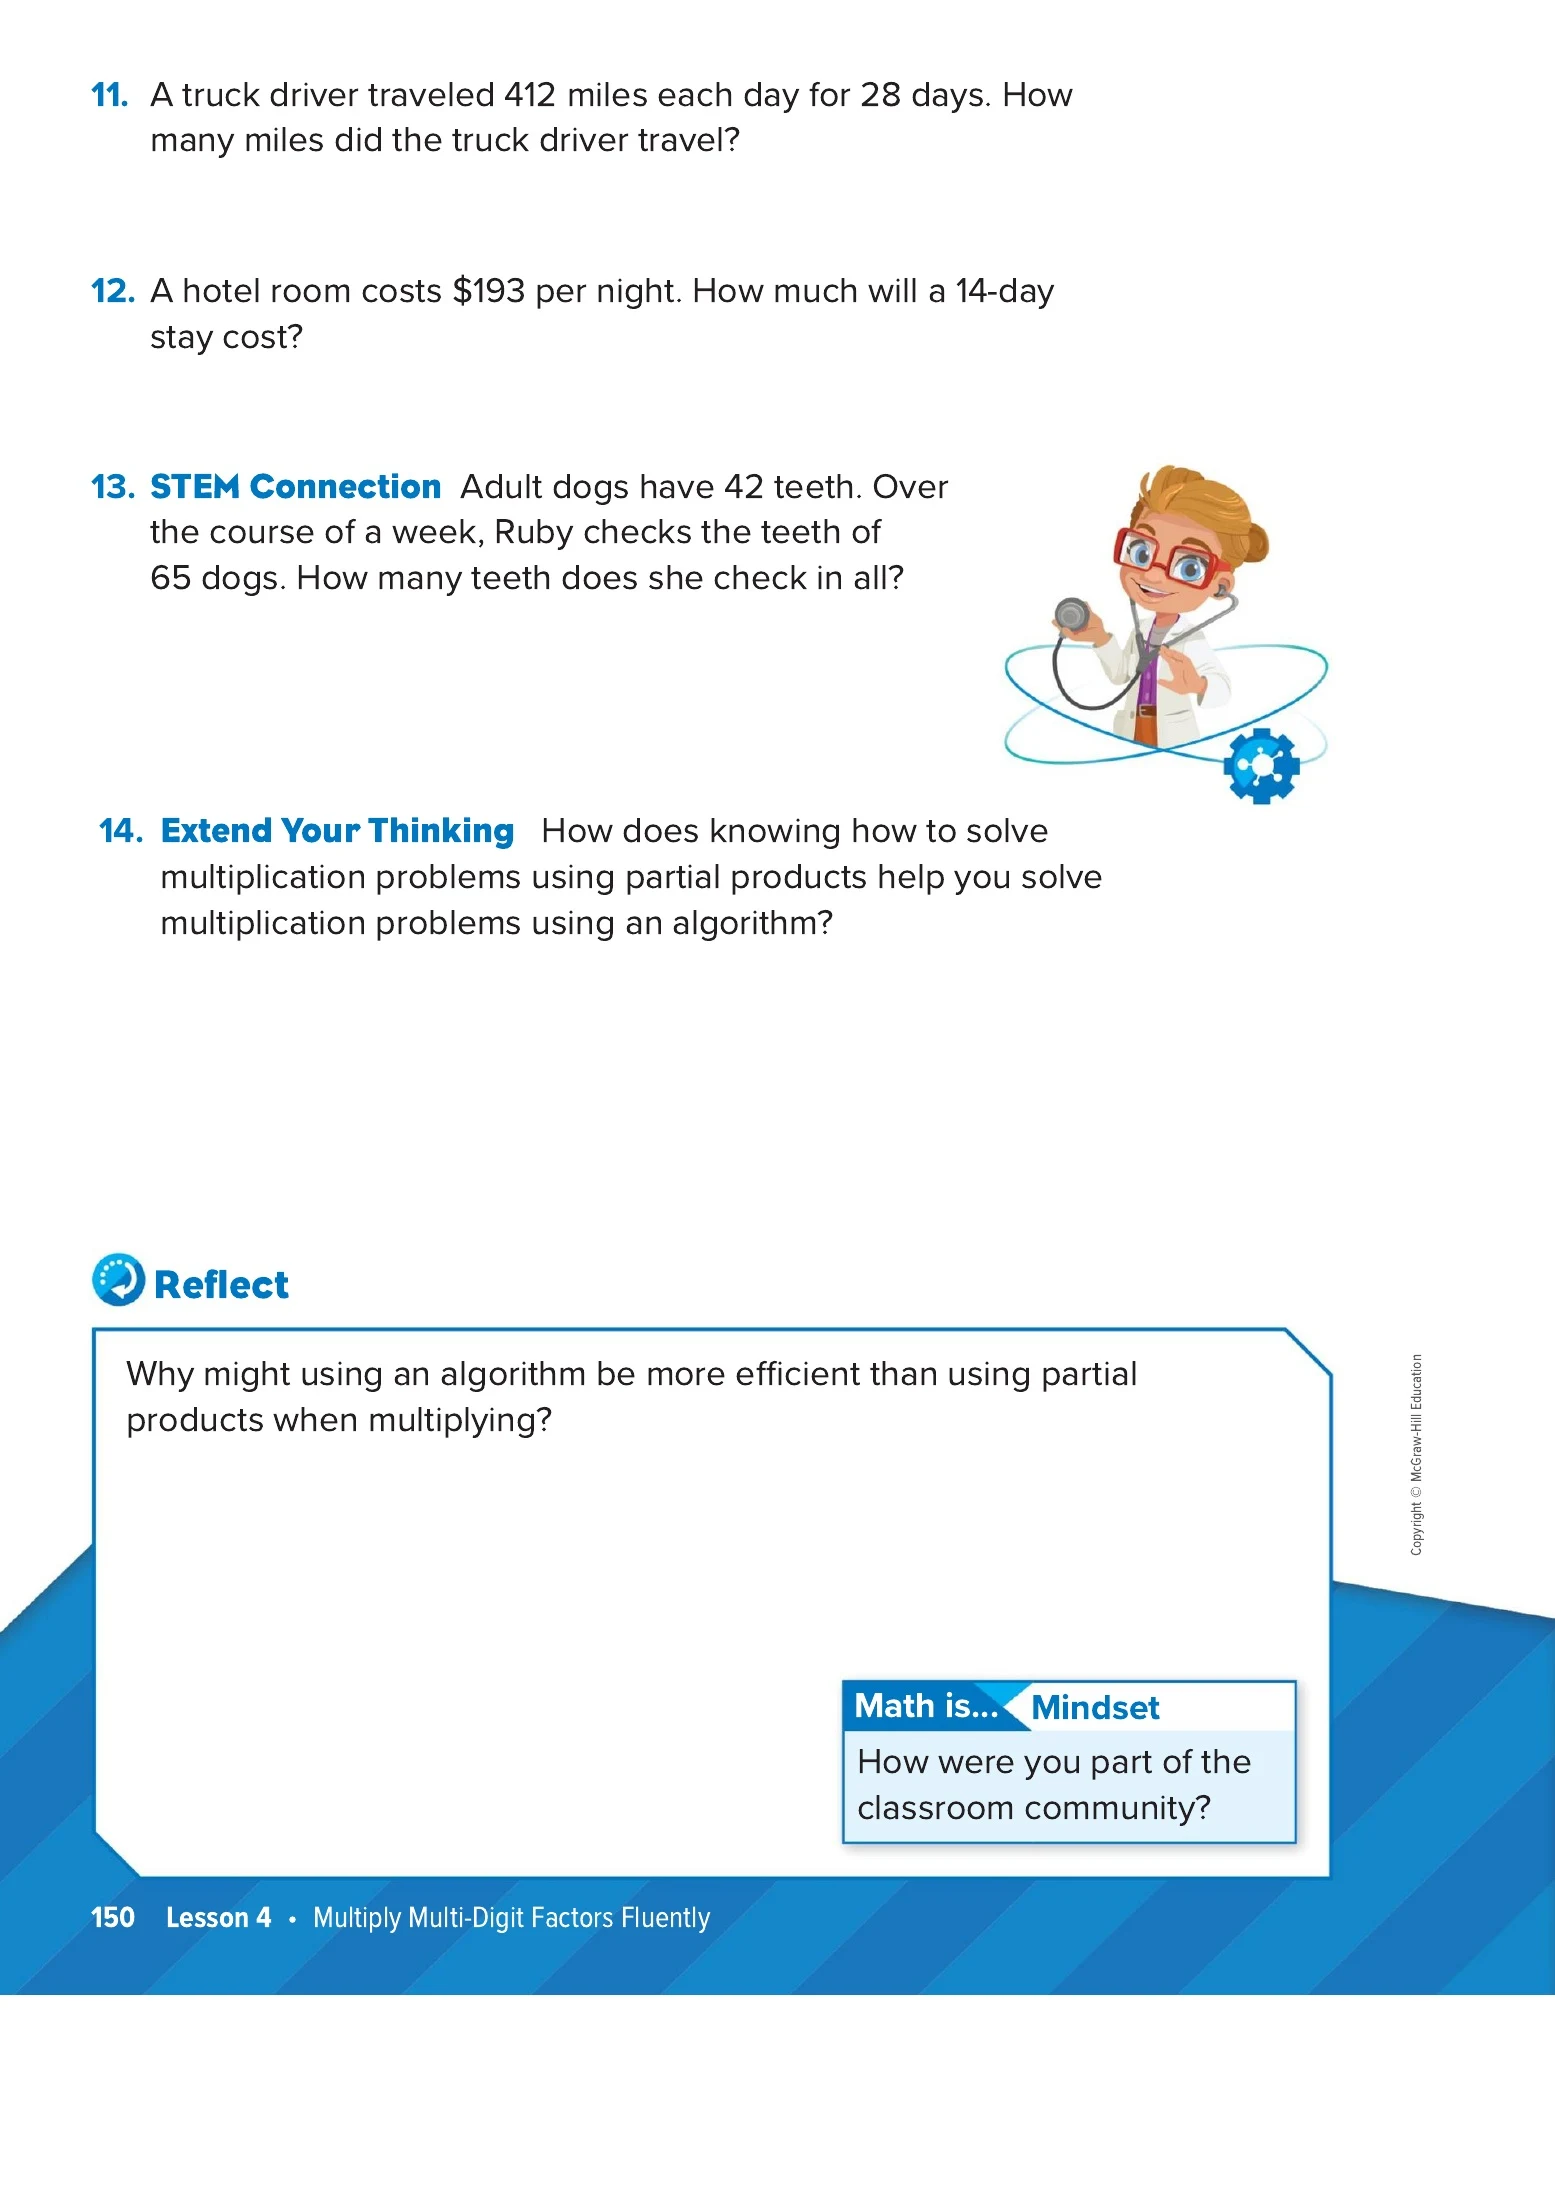 11. A truck driver traveled 412 miles each day for 28 days. How
many miles did the truck driver travel?
12. A hotel room costs $193 per night. How much will a 14-day
stay cost?
13. STEM Connection Adult dogs have 42 teeth. Over
the course of a week, Ruby checks the teeth of
65 dogs. How many teeth does she check in all?
14. Extend Your Thinking How does knowing how to solve
multiplication problems using partial products help you solve
multiplication problems using an algorithm?
Reflect
Why might using an algorithm be more efficient than using partial
products when multiplying?
Copyright © McGraw-Hill Education
Math is... Mindset
How were you part of the
classroom community?
150 Lesson 4 • Multiply Multi-Digit Factors Fluently